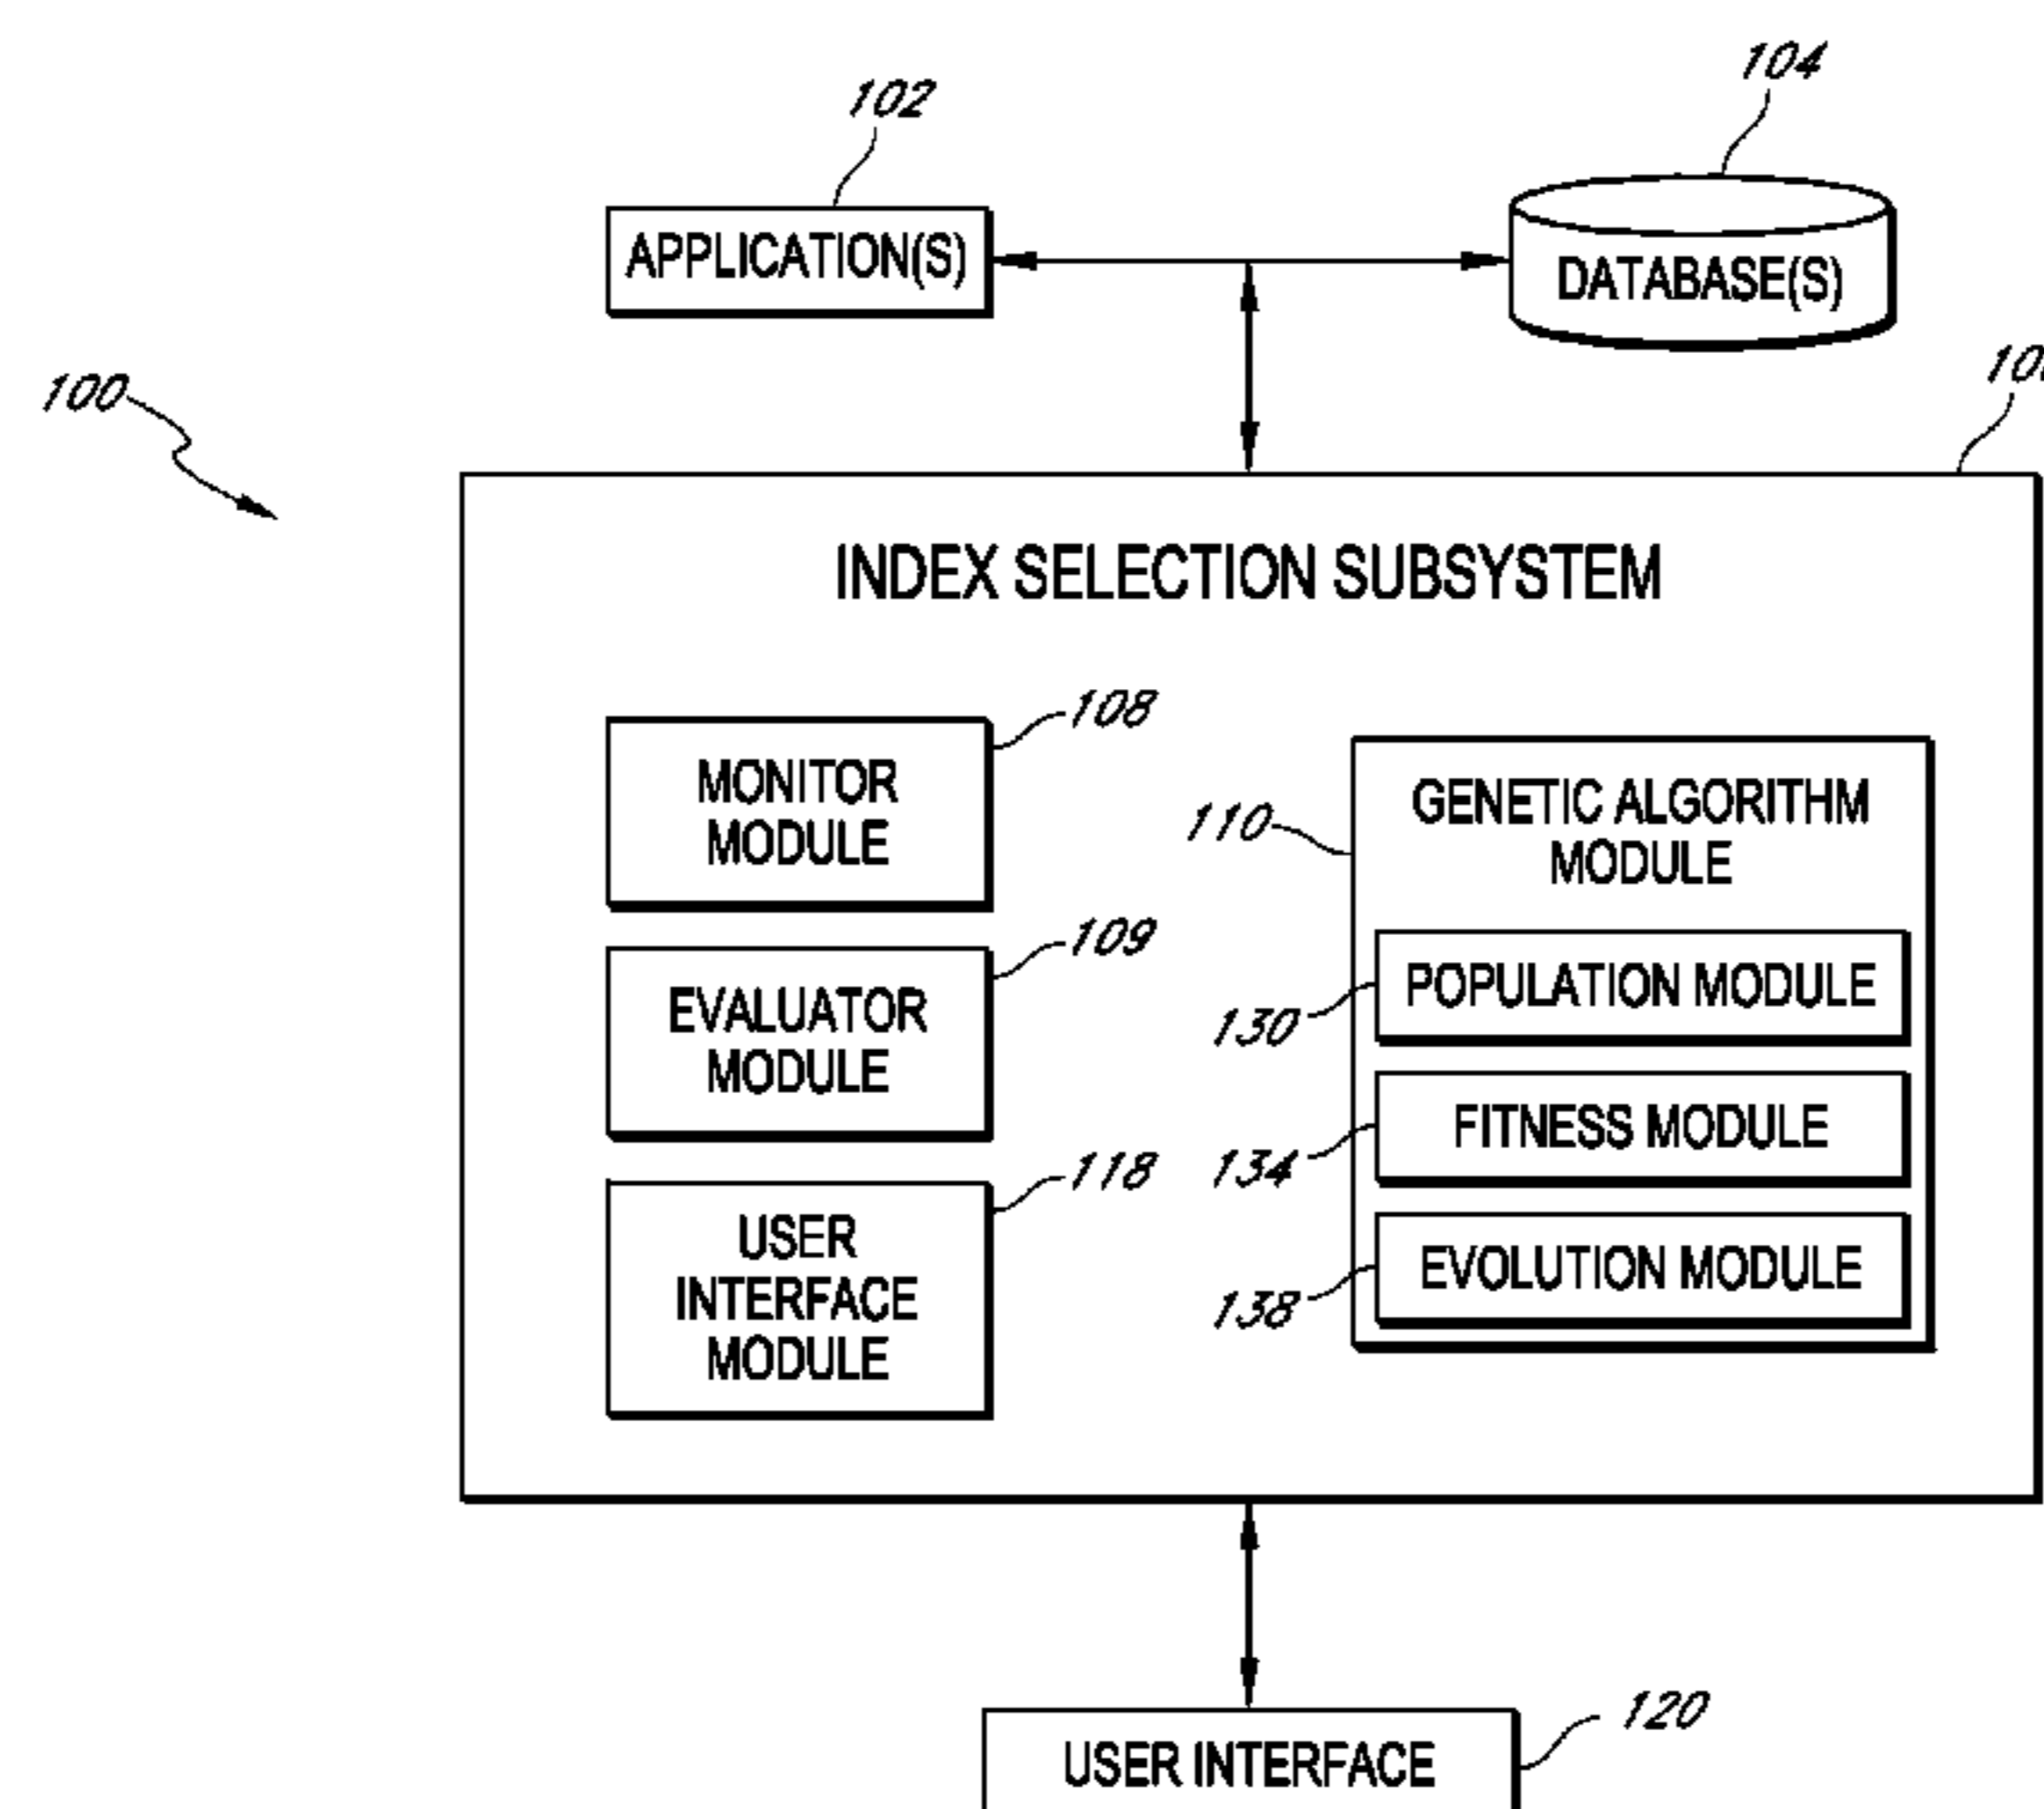 104
102
APPLICATION(S)
DATABASE(S)
100
INDEX SELECTION SUBSYSTEM
108
MONITOR
MODULE
109
EVALUATOR
MODULE
118
USER
INTERFACE
MODULE
110
GENETIC ALGORITHM
MODULE
POPULATION MODULE
130
FITNESS MODULE
134
EVOLUTION MODULE
138
120
USER INTERFACE